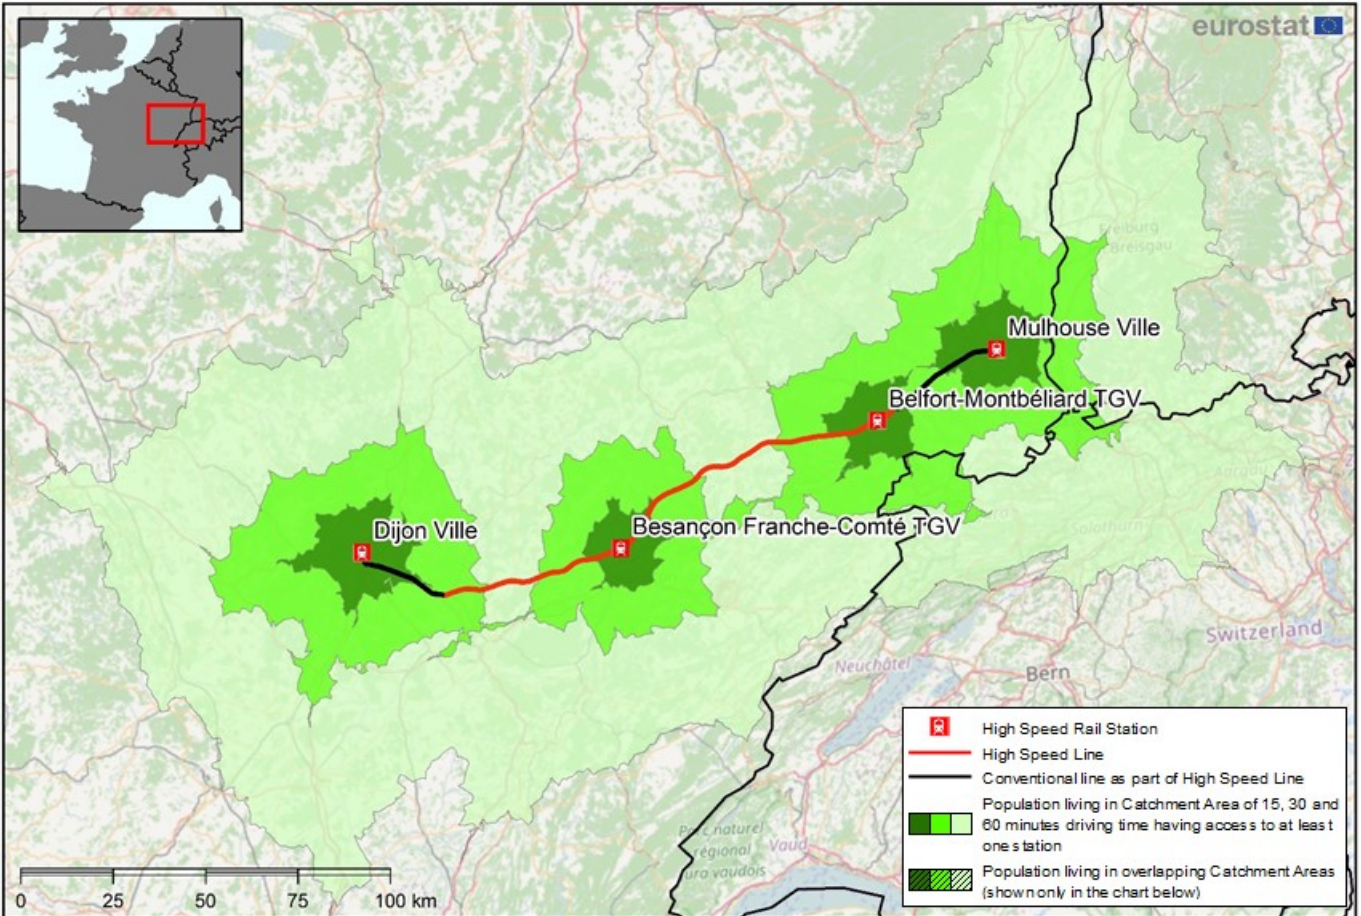 eurostat
Freiburg
Breisgau
Mulhouse Ville
Belfort-Montbéliard TGV
Aargau
Solothurn
Dijon Ville
Besançon Franche-Comté TGV
Switzerland
Neuchâtel
Bern
High Speed Rail Station
High Speed Line
Conventional line as part of High Speed Line
Population living in Catchment Area of 15, 30 and
60 minutes driving time having access to at least
one station
Population living in overlapping Catchment Areas
(shown only in the chart below)
Parc naturel
régional
Jura vaudois
Vaud
0 25 50 75 100 km